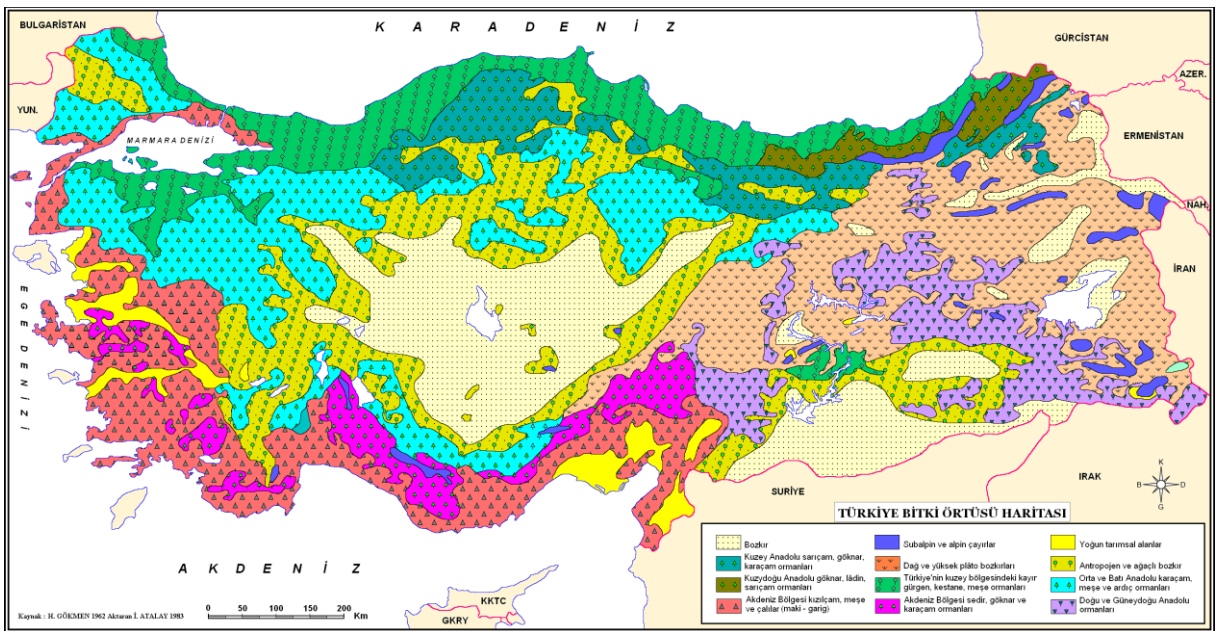 BULGARİSTAN
K A R A D E N İ Z
GÜRCİSTAN
AZER.
YUN.
MARMARA DENİZİ
ERMENİSTAN
NAH.
İRAN
E G E D E N İ Z İ
IRAK
SURİYE
K
B D
G
A K D E N İ Z
KKTC
GKRY
TÜRKİYE BİTKİ ÖRTÜSÜ HARİTASI
Bozkır
Kuzey Anadolu sarıçam, göknar,
karaçam ormanları
Kuzydoğu Anadolu göknar, lâdin,
sarıçam ormanları
Akdeniz Bölgesi kızılçam, meşe
ve çalılar (maki - garig)
Subalpin ve alpin çayırlar
Dağ ve yüksek plâto bozkırları
Türkiye'nin kuzey bölgesindeki kayır
gürgen, kestane, meşe ormanları
Akdeniz Bölgesi sedir, göknar ve
karaçam ormanları
Yoğun tarımsal alanlar
Antropojen ve ağaçlı bozkır
Orta ve Batı Anadolu karaçam,
meşe ve ardıç ormanları
Doğu ve Güneydoğu Anadolu
ormanları
Kaynak : H. GÖKMEN 1962 Aktaran İ. ATALAY 1983
0 50 100 150 200
Km